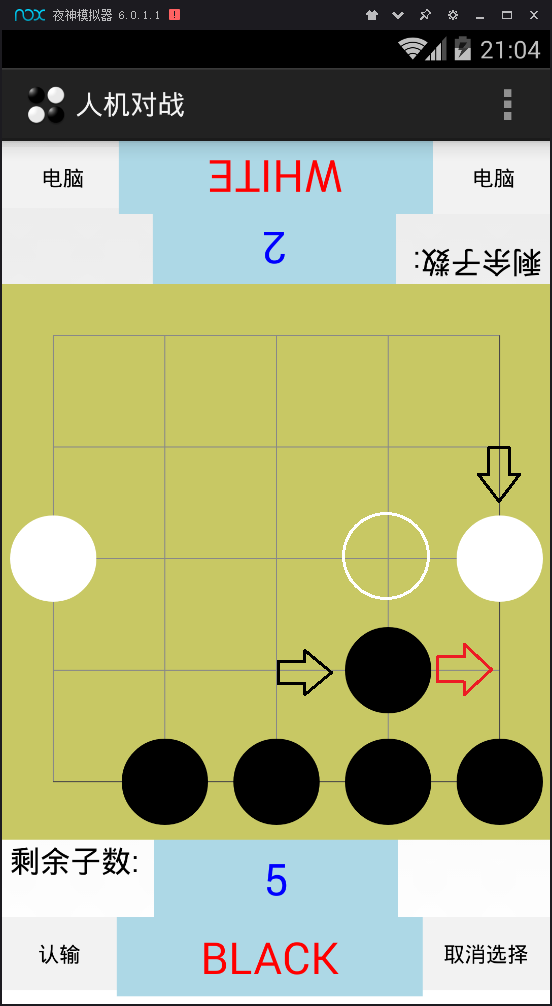 nox 夜神模拟器 6.0.1.1
21:04
人机对战
电脑 WHITE 电脑
2 剩余子数:
剩余子数: 5
认输 BLACK 取消选择